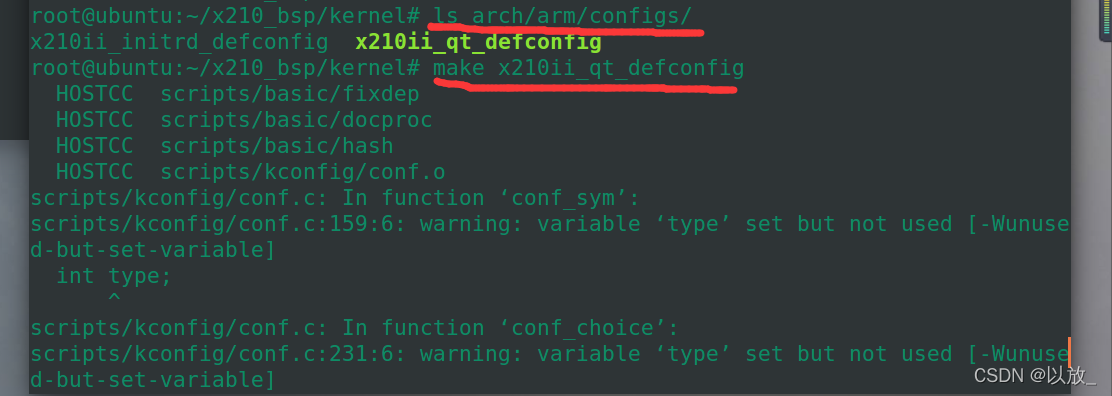 root@ubuntu:~/x210_bsp/kernel# ls arch/arm/configs/
x210ii_initrd_defconfig  x210ii_qt_defconfig
root@ubuntu:~/x210_bsp/kernel# make x210ii_qt_defconfig
  HOSTCC  scripts/basic/fixdep
  HOSTCC  scripts/basic/docproc
  HOSTCC  scripts/basic/hash
  HOSTCC  scripts/kconfig/conf.o
scripts/kconfig/conf.c: In function ‘conf_sym’:
scripts/kconfig/conf.c:159:6: warning: variable ‘type’ set but not used [-Wunuse
d-but-set-variable]
  int type;
      ^
scripts/kconfig/conf.c: In function ‘conf_choice’:
scripts/kconfig/conf.c:231:6: warning: variable ‘type’ set but not used [-Wunuse
d-but-set-variable]
CSDN @以放_